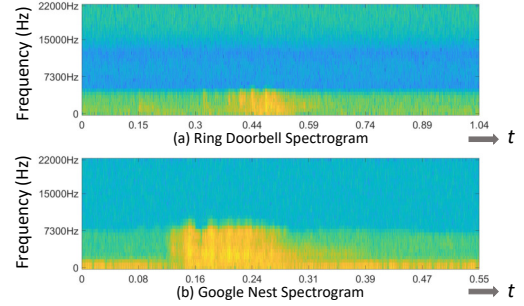 Frequency (Hz)
22000Hz
15000Hz
7300Hz
0
0 0.15 0.3 0.44 0.59 0.74 0.89 1.04
(a) Ring Doorbell Spectrogram
t
Frequency (Hz)
22000Hz
15000Hz
7300Hz
0
0 0.08 0.16 0.24 0.31 0.39 0.47 0.55
(b) Google Nest Spectrogram
t